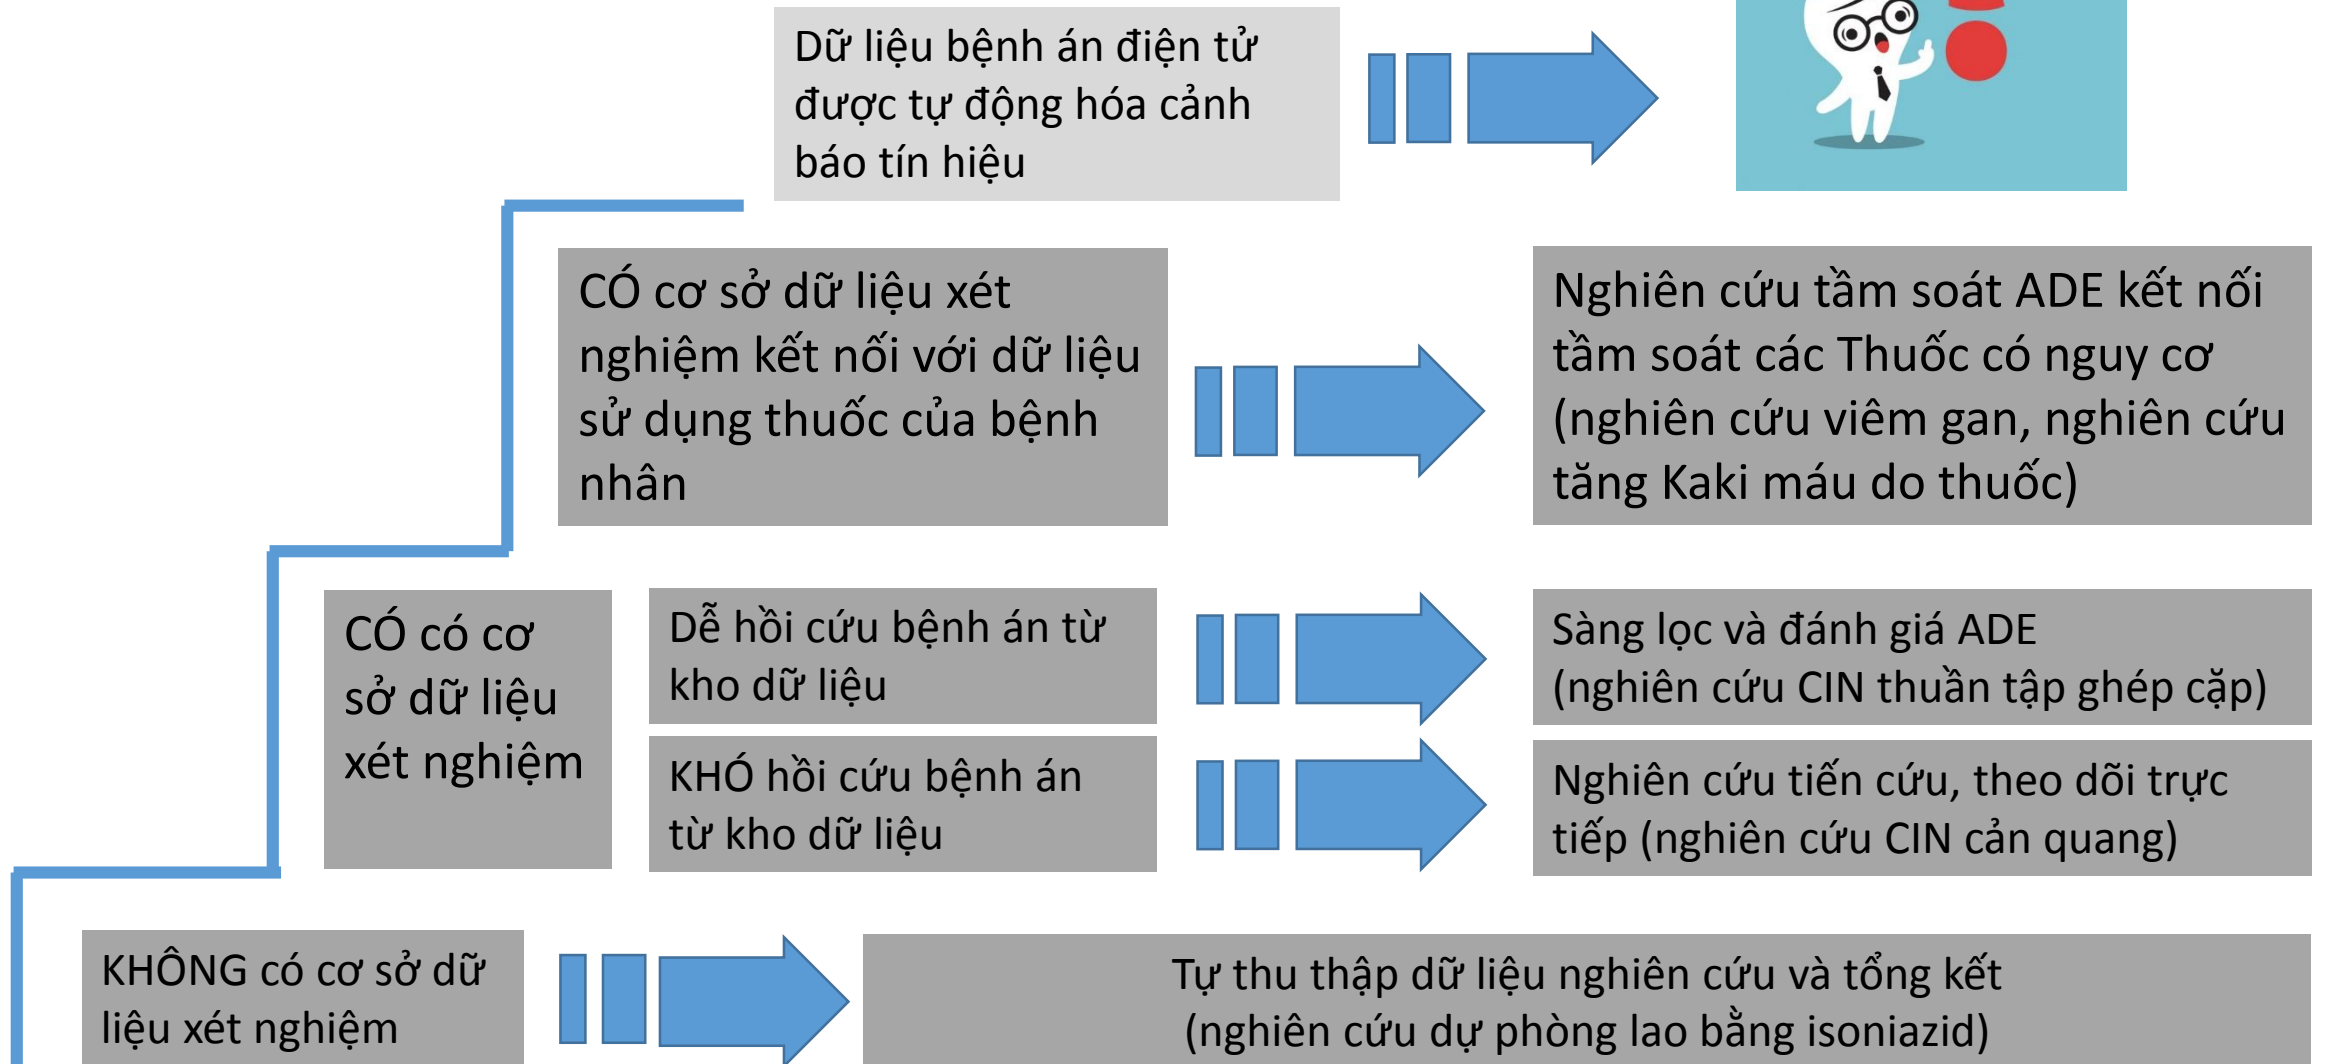 Dữ liệu bệnh án điện tử
được tự động hóa cảnh
báo tín hiệu
CÓ cơ sở dữ liệu xét
nghiệm kết nối với dữ liệu
sử dụng thuốc của bệnh
nhân
Nghiên cứu tầm soát ADE kết nối
tầm soát các Thuốc có nguy cơ
(nghiên cứu viêm gan, nghiên cứu
tăng Kaki máu do thuốc)
CÓ có cơ
sở dữ liệu
xét nghiệm
Dễ hồi cứu bệnh án từ
kho dữ liệu
Sàng lọc và đánh giá ADE
(nghiên cứu CIN thuần tập ghép cặp)
KHÓ hồi cứu bệnh án
từ kho dữ liệu
Nghiên cứu tiến cứu, theo dõi trực
tiếp (nghiên cứu CIN cản quang)
KHÔNG có cơ sở dữ
liệu xét nghiệm
Tự thu thập dữ liệu nghiên cứu và tổng kết
(nghiên cứu dự phòng lao bằng isoniazid)